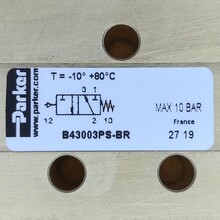 Parker
www.parker.com
T = -10° +80°C
3 1
12
2
10
MAX 10 BAR
France
B43003PS-BR
27 19